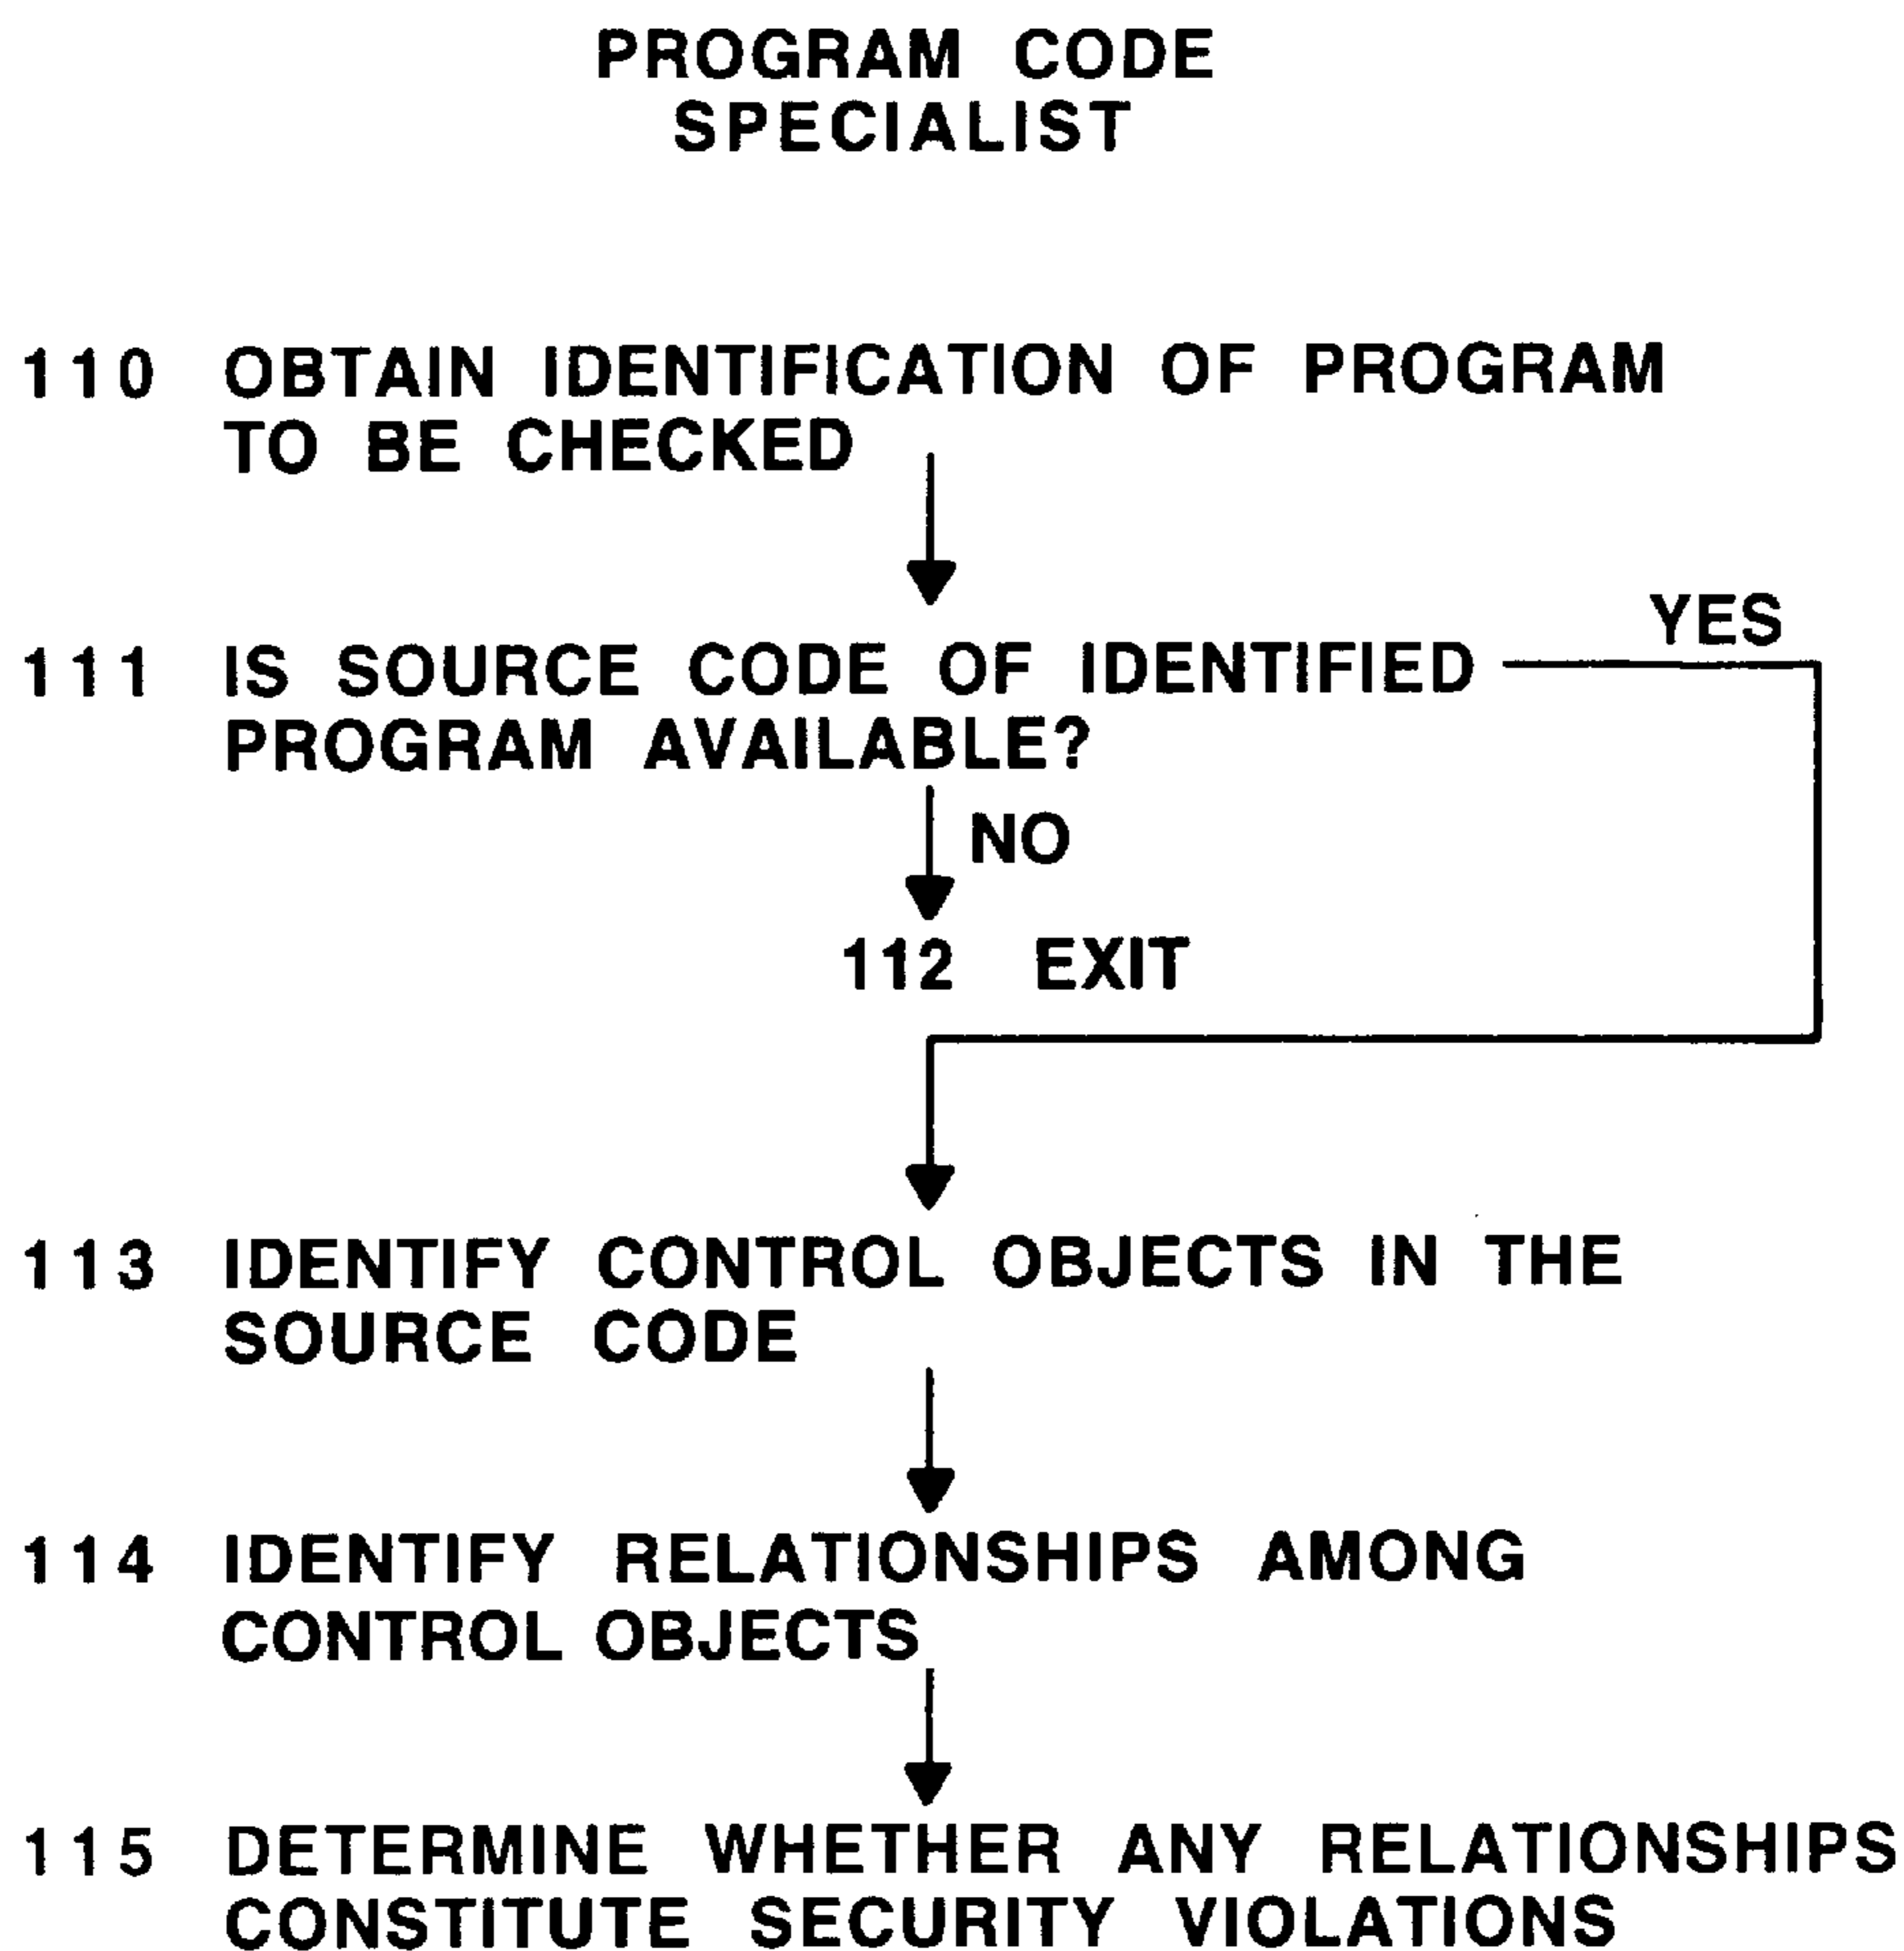 PROGRAM CODE
SPECIALIST
110 OBTAIN IDENTIFICATION OF PROGRAM
TO BE CHECKED
YES
111 IS SOURCE CODE OF IDENTIFIED
PROGRAM AVAILABLE?
NO
112 EXIT
113 IDENTIFY CONTROL OBJECTS IN THE
SOURCE CODE
114 IDENTIFY RELATIONSHIPS AMONG
CONTROL OBJECTS
115 DETERMINE WHETHER ANY RELATIONSHIPS
CONSTITUTE SECURITY VIOLATIONS